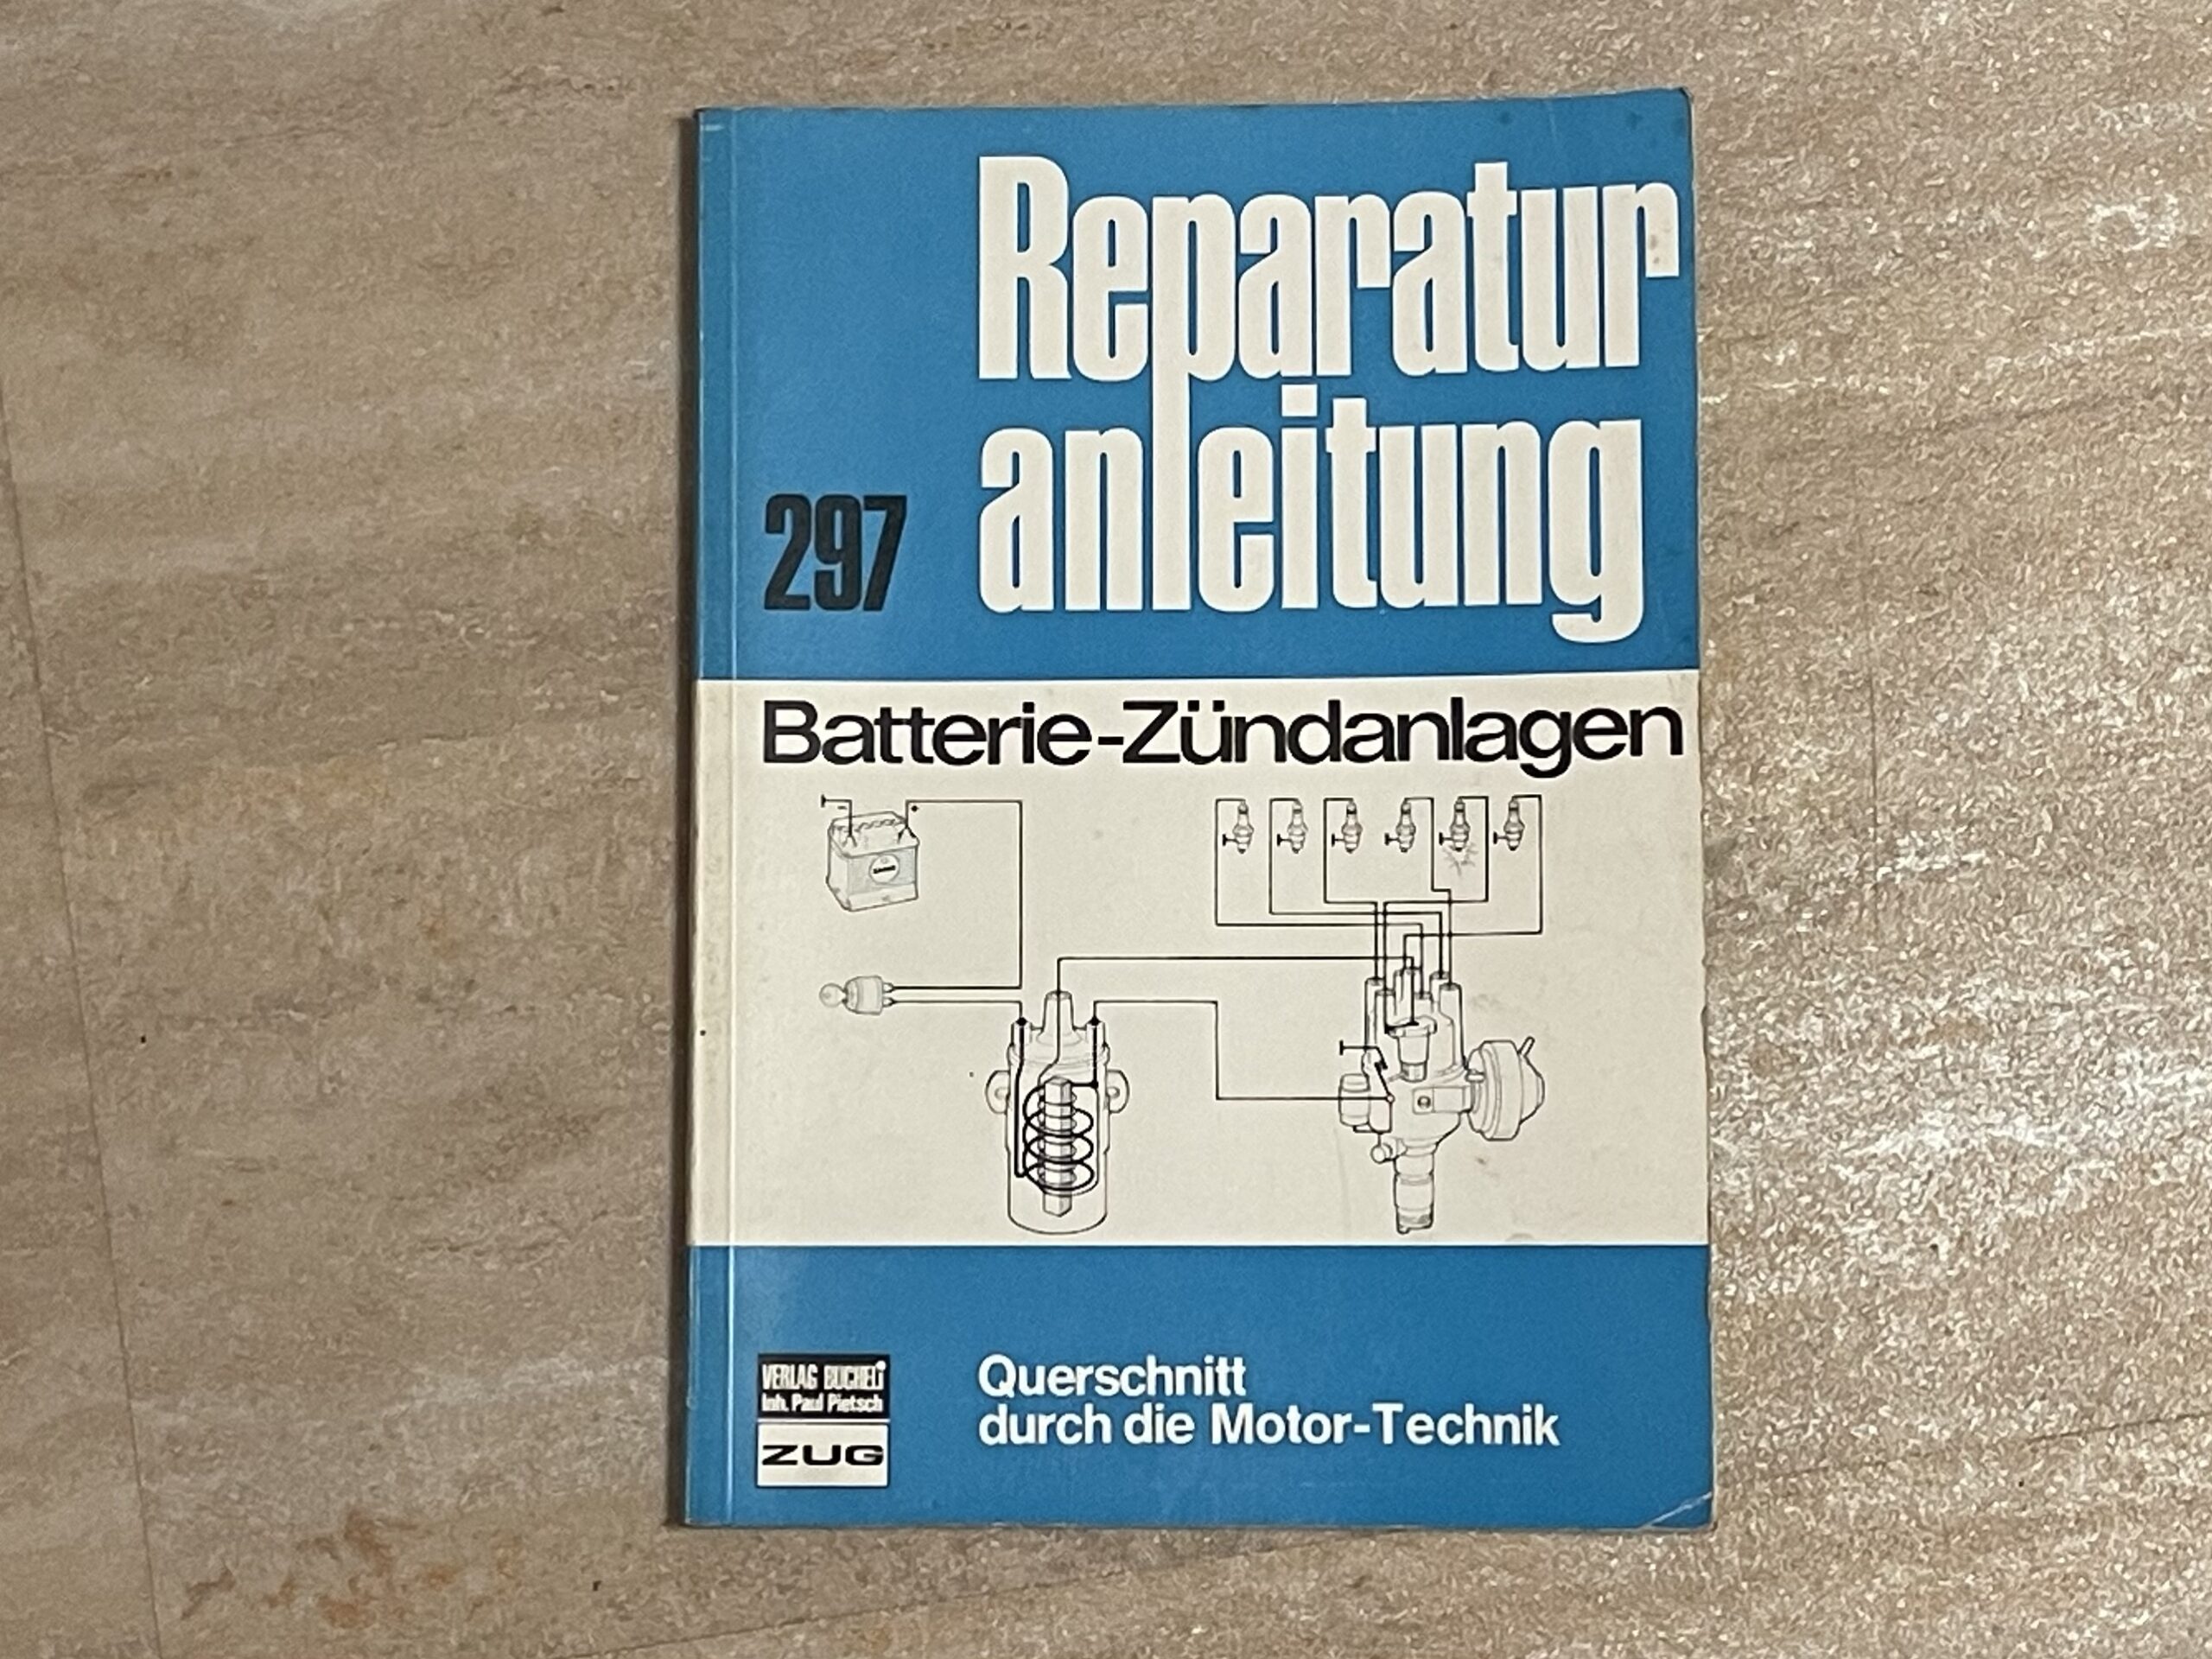 Reparatur
anleitung
297
Batterie-Zündanlagen
VERLAG BUCHELI
Inh. Paul Pietsch
ZUG
Querschnitt
durch die Motor-Technik